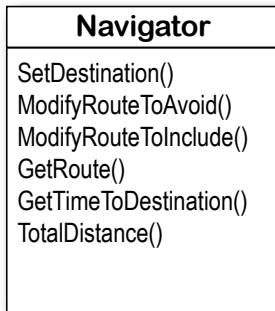 Navigator
SetDestination()
ModifyRouteToAvoid()
ModifyRouteToInclude()
GetRoute()
GetTimeToDestination()
TotalDistance()